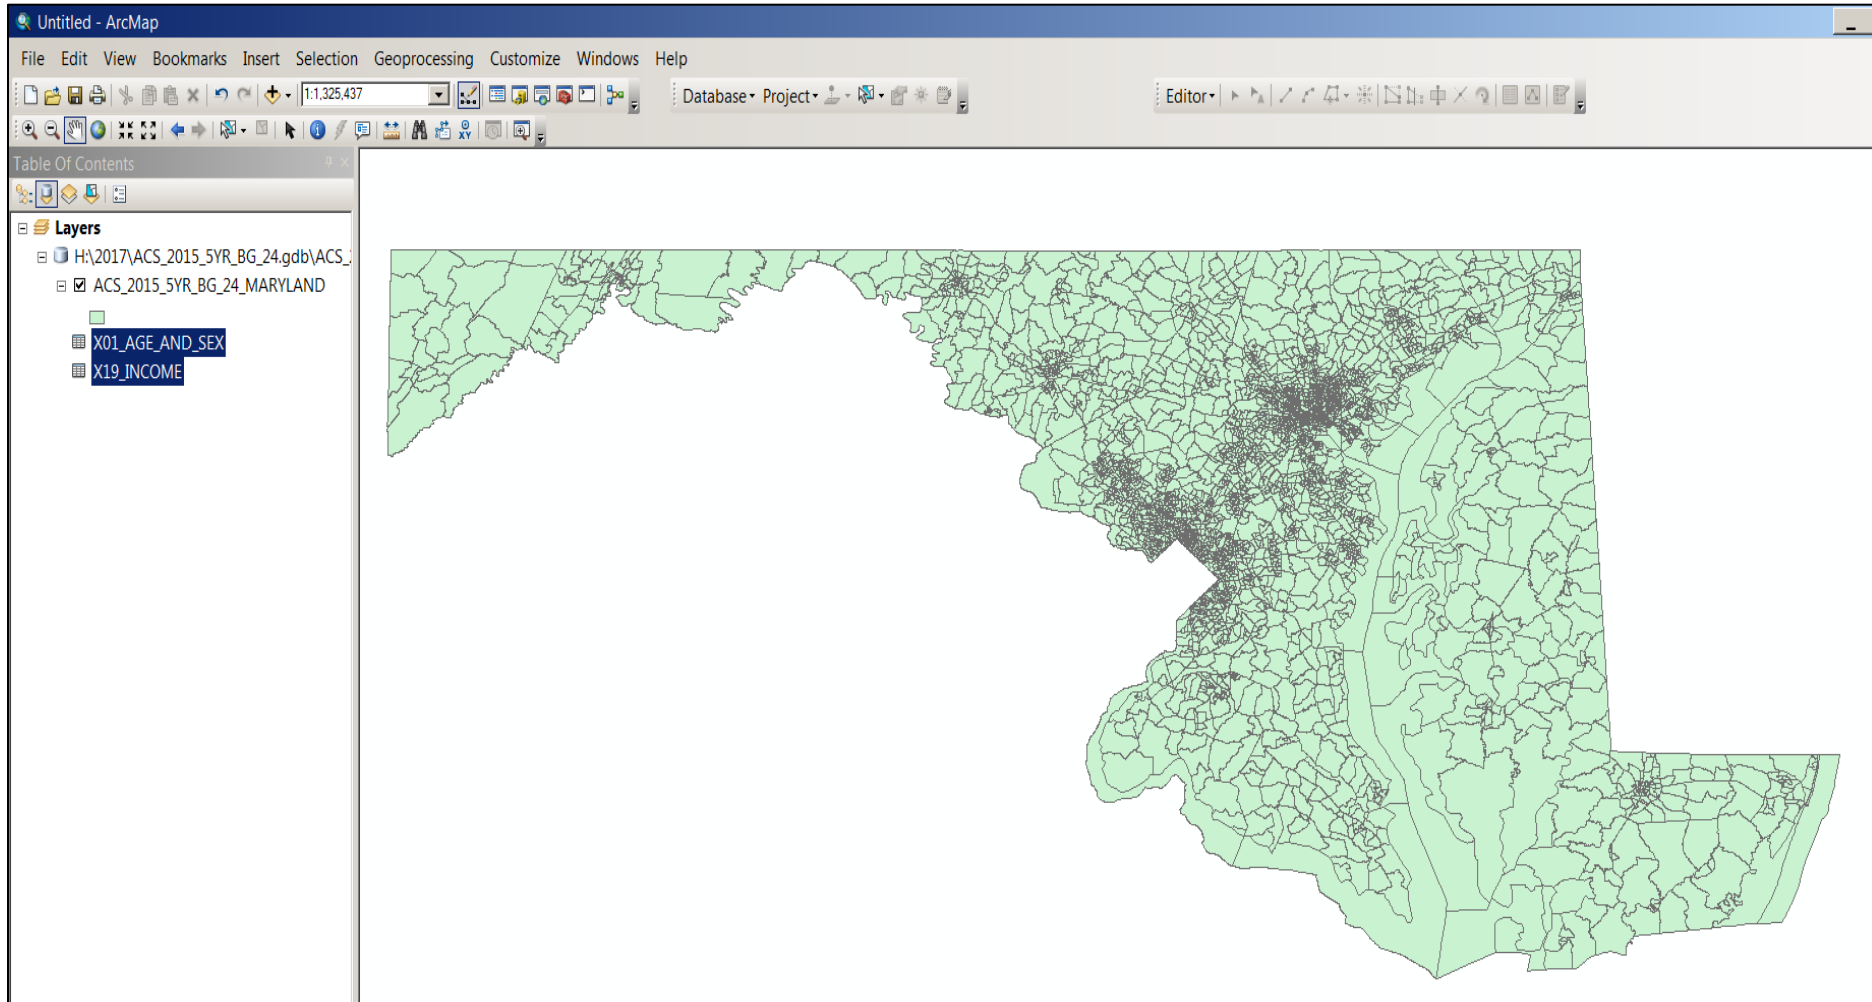 Untitled - ArcMap
File Edit View Bookmarks Insert Selection Geoprocessing Customize Windows Help
1:1,325,437 Database Project Editor
XY
Table Of Contents
Layers
H:\2017\ACS_2015_5YR_BG_24.gdb\ACS_
ACS_2015_5YR_BG_24_MARYLAND
X01_AGE_AND_SEX
X19_INCOME